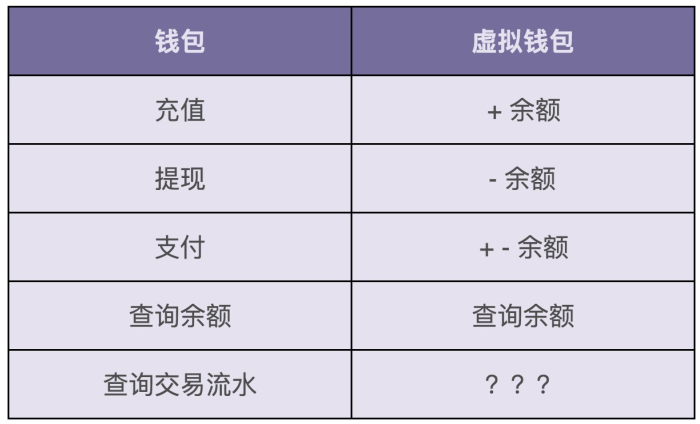 钱包 虚拟钱包
充值 + 余额
提现 - 余额
支付 + - 余额
查询余额 查询余额
查询交易流水 ？？？